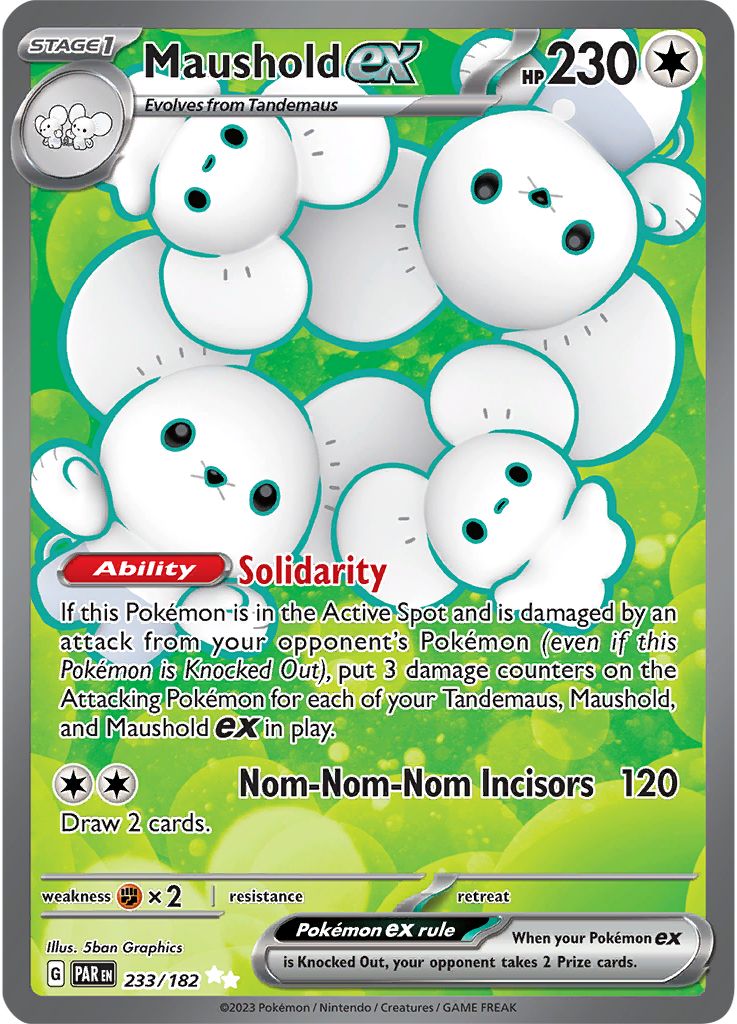 STAGE1
Maushold ex HP 230
Evolves from Tandemaus
Ability Solidarity
If this Pokémon is in the Active Spot and is damaged by an
attack from your opponent's Pokémon (even if this
Pokémon is Knocked Out), put 3 damage counters on the
Attacking Pokémon for each of your Tandemaus, Maushold,
and Maushold ex in play.
Nom-Nom-Nom Incisors 120
Draw 2 cards.
weakness ×2 resistance retreat
Pokémon ex rule When your Pokémon ex
is Knocked Out, your opponent takes 2 Prize cards.
Illus. 5ban Graphics
G PAR EN 233/182
©2023 Pokémon / Nintendo / Creatures / GAME FREAK